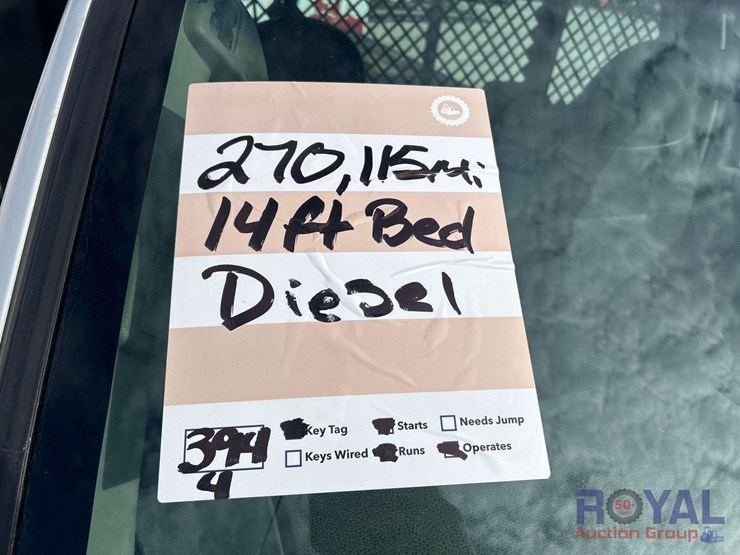 270,115mi
14ft Bed
Diesel
394
4
Key Tag Starts Needs Jump
Keys Wired Runs Operates
ROYAL
50
Auction Group